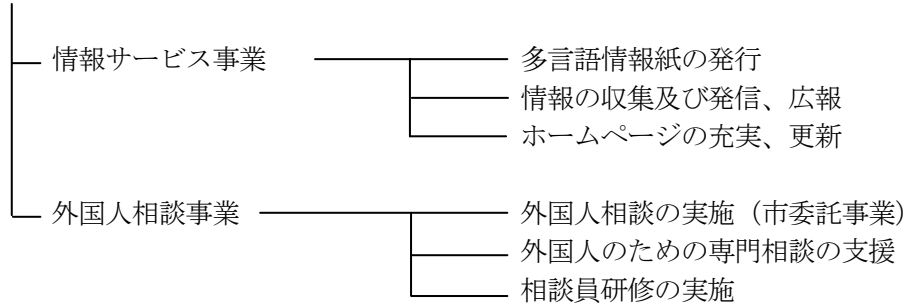 情報サービス事業
多言語情報紙の発行
情報の収集及び発信、広報
ホームページの充実、更新
外国人相談事業
外国人相談の実施（市委託事業）
外国人のための専門相談の支援
相談員研修の実施